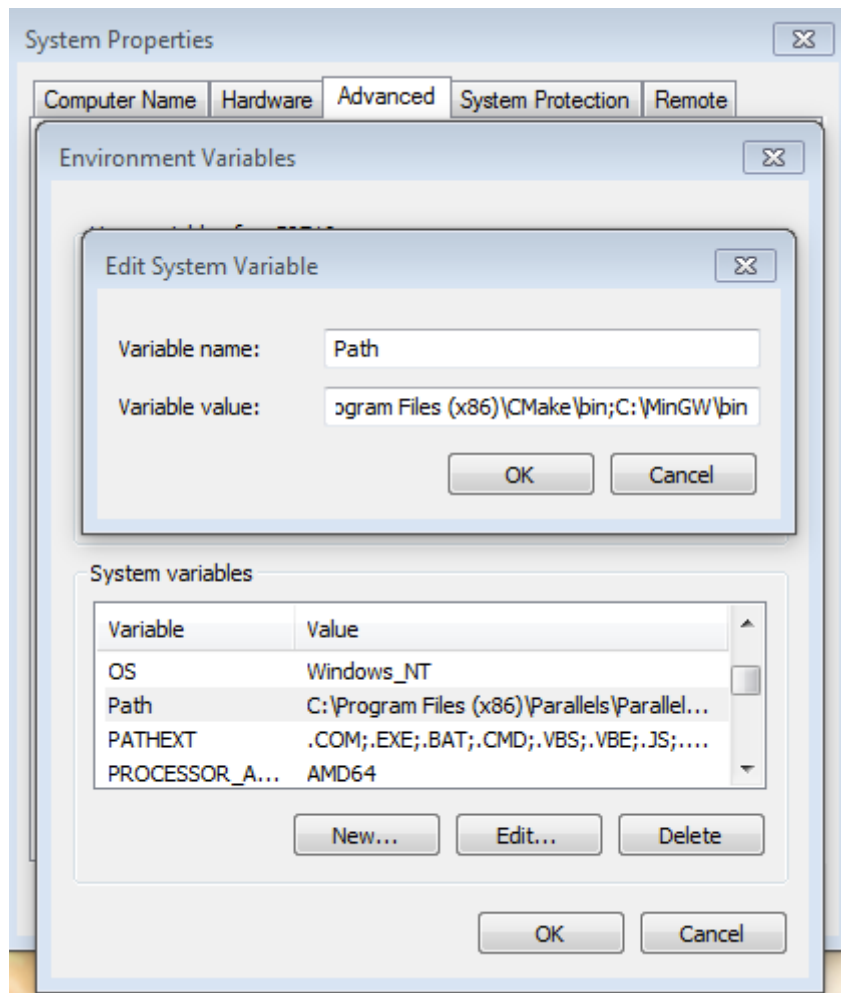 System Properties
Computer Name Hardware Advanced System Protection Remote
Environment Variables
Edit System Variable
Variable name: Path
Variable value: ogram Files (x86)\CMake\bin;C:\MinGW\bin
OK Cancel
System variables
Variable Value
OS Windows_NT
Path C:\Program Files (x86)\Parallels\Parallel...
PATHEXT .COM;.EXE;.BAT;.CMD;.VBS;.VBE;.JS;....
PROCESSOR_A... AMD64
New... Edit... Delete
OK Cancel